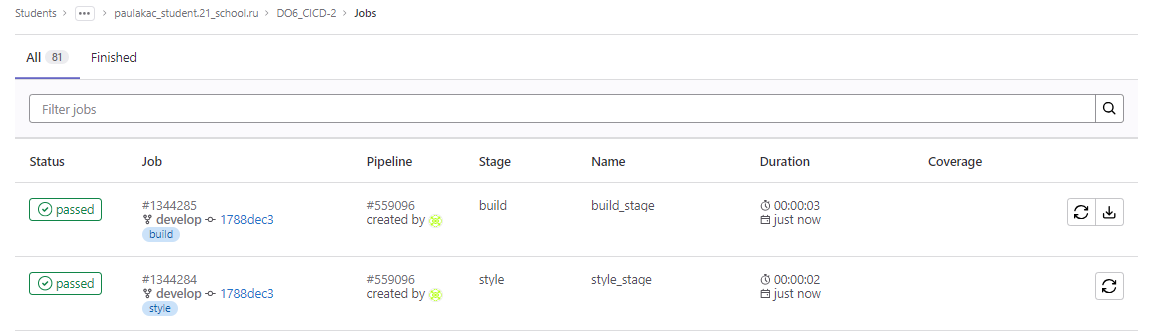 Students > ... > paulakac_student.21_school.ru > DO6_CICD-2 > Jobs
All 81 Finished
Filter jobs
Status Job Pipeline Stage Name Duration Coverage
passed #1344285 #559096 build build_stage 00:00:03
develop 1788dec3 created by just now
build
passed #1344284 #559096 style style_stage 00:00:02
develop 1788dec3 created by just now
style